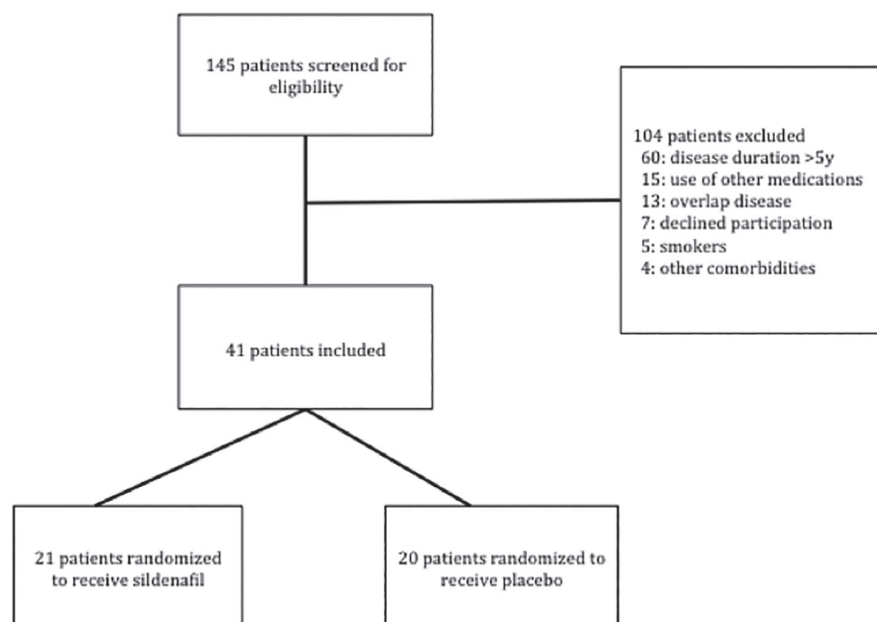 145 patients screened for
eligibility
104 patients excluded
60: disease duration >5y
15: use of other medications
13: overlap disease
7: declined participation
5: smokers
4: other comorbidities
41 patients included
21 patients randomized
to receive sildenafil
20 patients randomized to
receive placebo